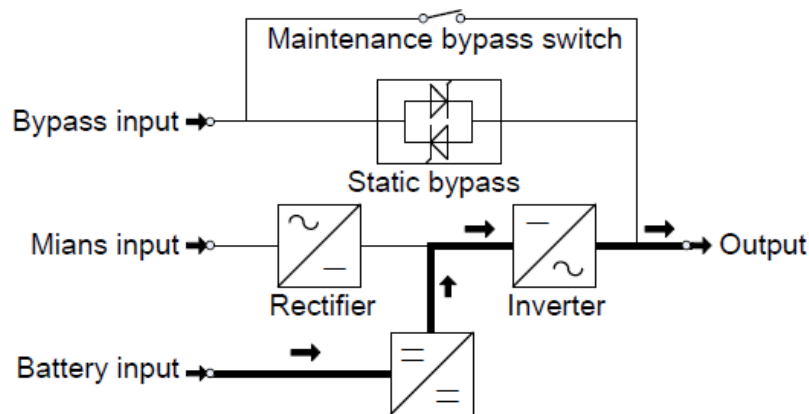 Maintenance bypass switch
Bypass input
Static bypass
Mians input
Output
Rectifier
Inverter
Battery input